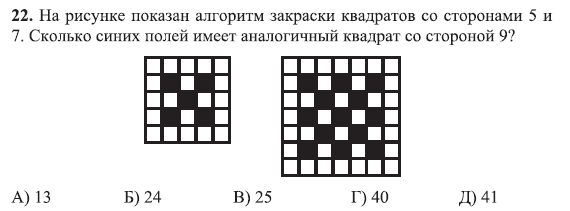 22. На рисунке показан алгоритм закраски квадратов со сторонами 5 и
7. Сколько синих полей имеет аналогичный квадрат со стороной 9?
А) 13 Б) 24 В) 25 Г) 40 Д) 41